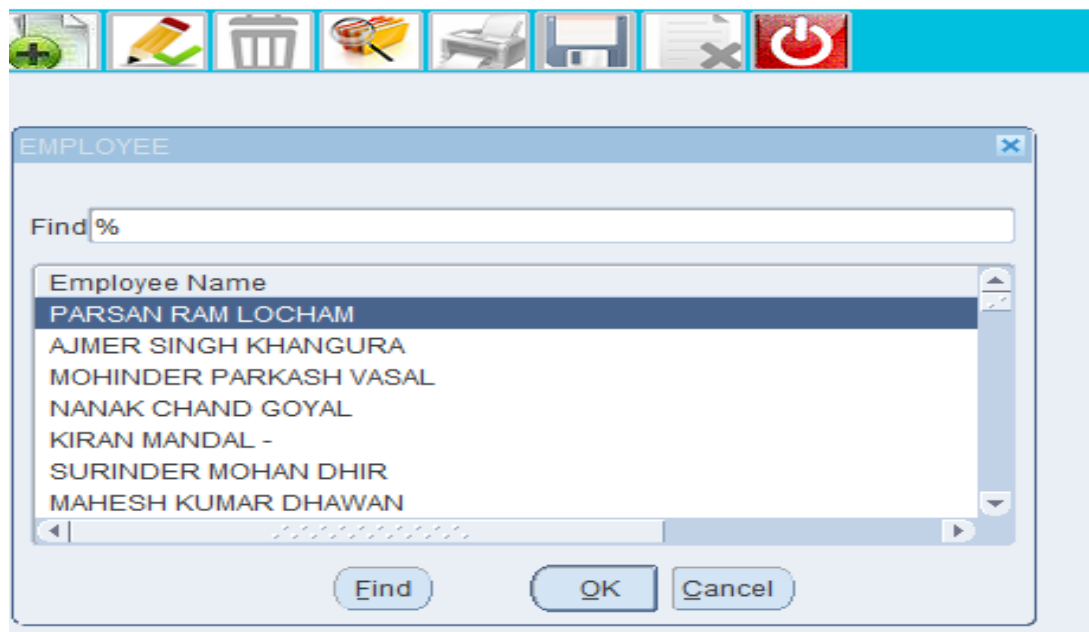 EMPLOYEE
Find %
Employee Name
PARSAN RAM LOCHAM
AJMER SINGH KHANGURA
MOHINDER PARKASH VASAL
NANAK CHAND GOYAL
KIRAN MANDAL -
SURINDER MOHAN DHIR
MAHESH KUMAR DHAWAN
Find OK Cancel